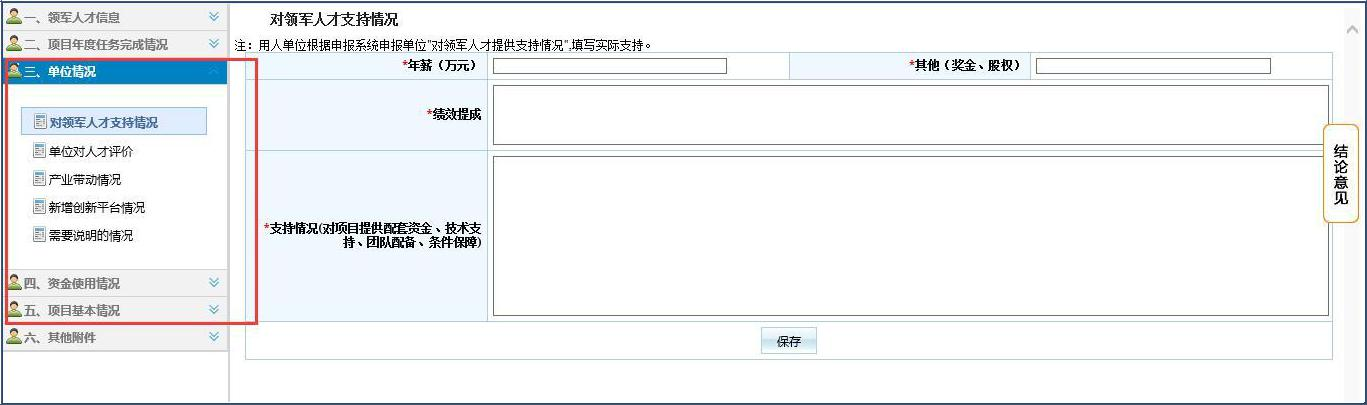 一、领军人才信息
二、项目年度任务完成情况
三、单位情况
对领军人才支持情况
单位对人才评价
产业带动情况
新增创新平台情况
需要说明的情况
四、资金使用情况
五、项目基本情况
六、其他附件
对领军人才支持情况
注：用人单位根据申报系统申报单位"对领军人才提供支持情况",填写实际支持。
*年薪（万元）
*其他（奖金、股权）
*绩效提成
*支持情况(对项目提供配套资金、技术支
持、团队配备、条件保障)
保存
结论意见